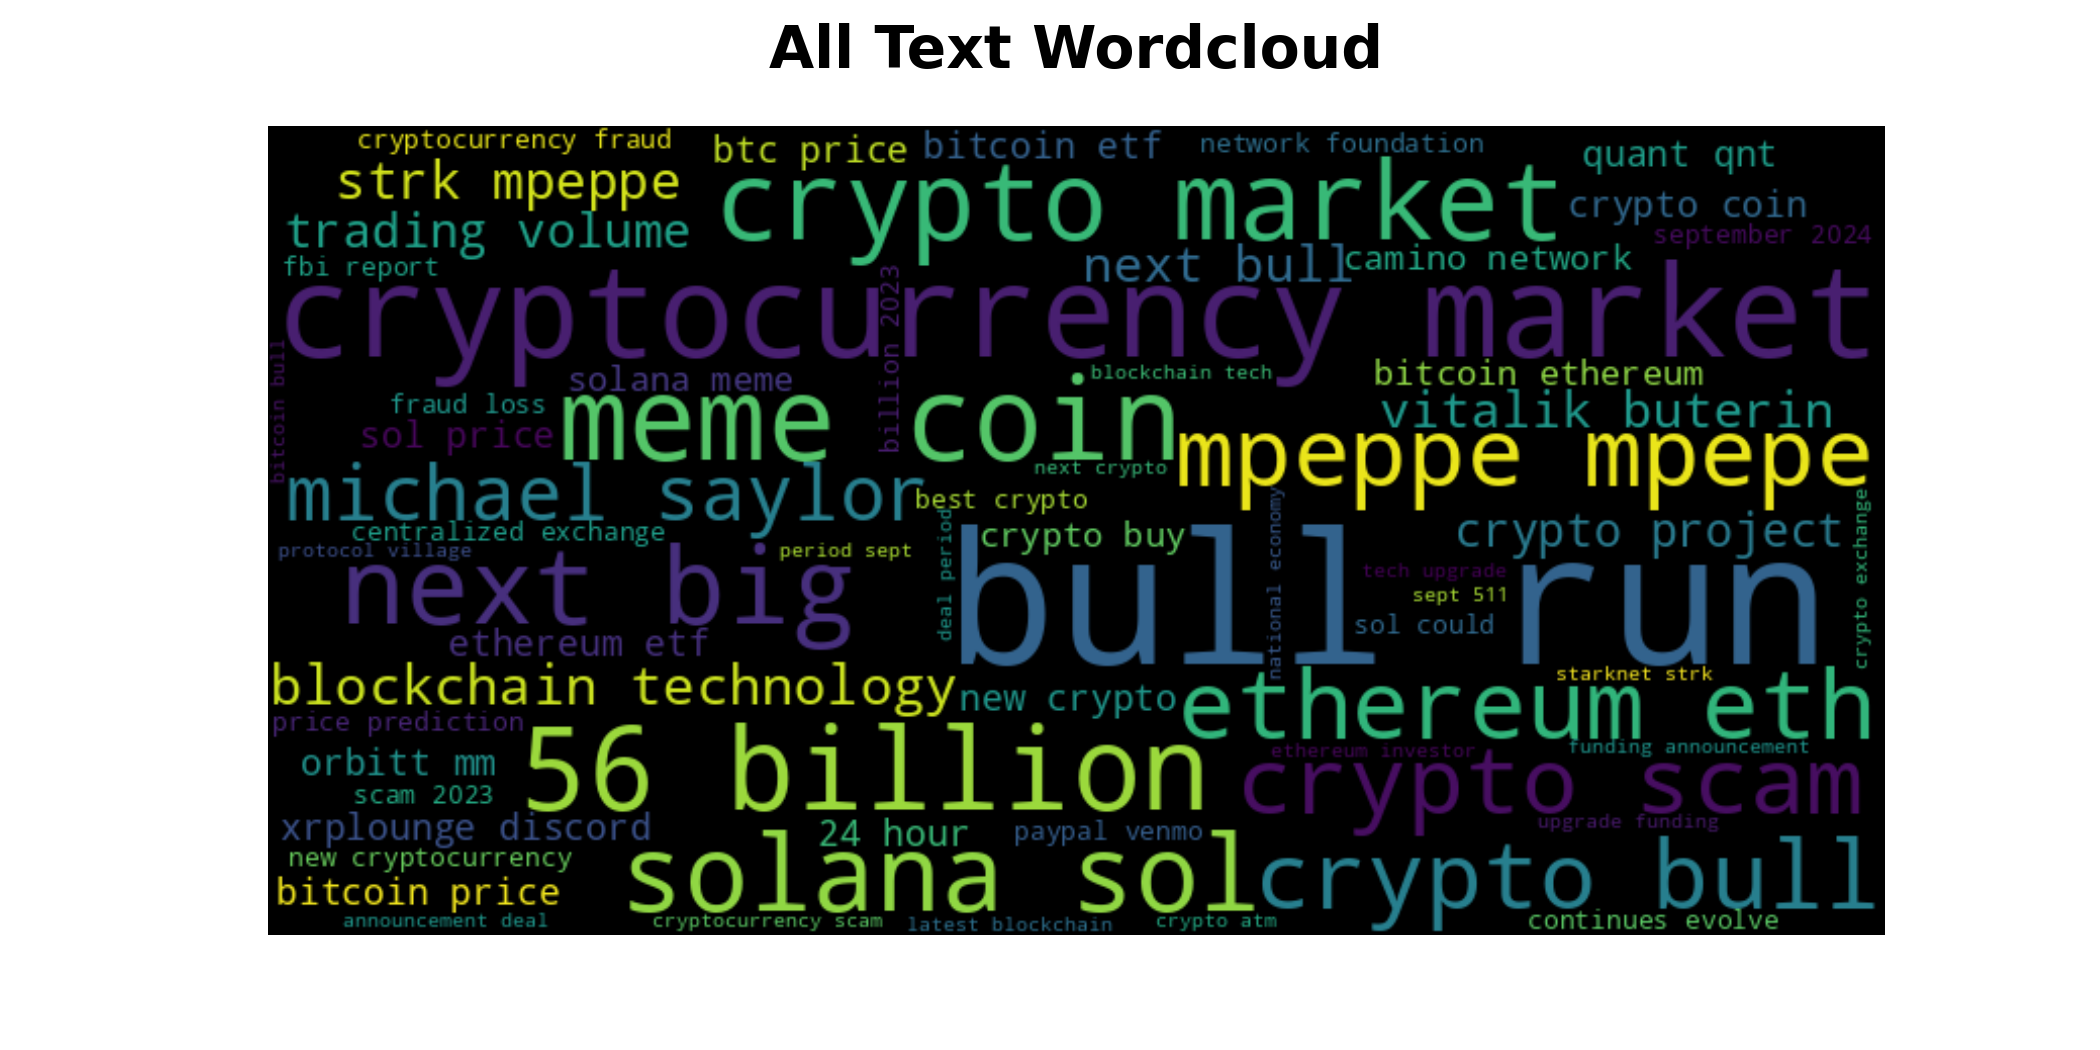 All Text Wordcloud
cryptocurrency fraud
btc price
bitcoin etf
network foundation
quant qnt
strk mpeppe
crypto market
crypto coin
trading volume
september 2024
fbi report
next bull
camino network
cryptocurrency market
billion 2023
bitcoin bull
solana meme
blockchain tech
bitcoin ethereum
fraud loss
meme coin
vitalik buterin
sol price
mpeppe mpepe
next crypto
michael saylor
best crypto
centralized exchange
crypto buy
crypto project
protocol village
period sept
deal period
national economy
crypto exchange
next big
bull run
tech upgrade
sept 511
sol could
ethereum etf
blockchain technology
new crypto
starknet strk
ethereum eth
price prediction
orbitt mm
56 billion
ethereum investor
funding announcement
crypto scam
scam 2023
xrplounge discord
24 hour
paypal venmo
upgrade funding
new cryptocurrency
solana sol
crypto bull
bitcoin price
announcement deal
cryptocurrency scam
latest blockchain
crypto atm
continues evolve